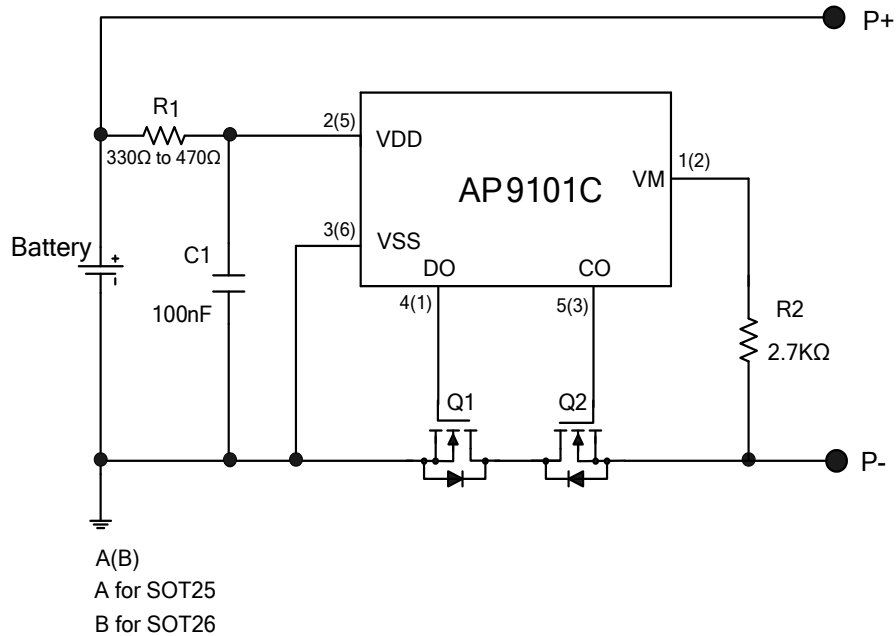 P+
R1
330Ω to 470Ω
2(5)
VDD
AP9101C
1(2)
VM
3(6)
VSS
Battery
+
-
C1
100nF
DO
CO
4(1)
5(3)
R2
2.7KΩ
Q1
Q2
P-
A(B)
A for SOT25
B for SOT26